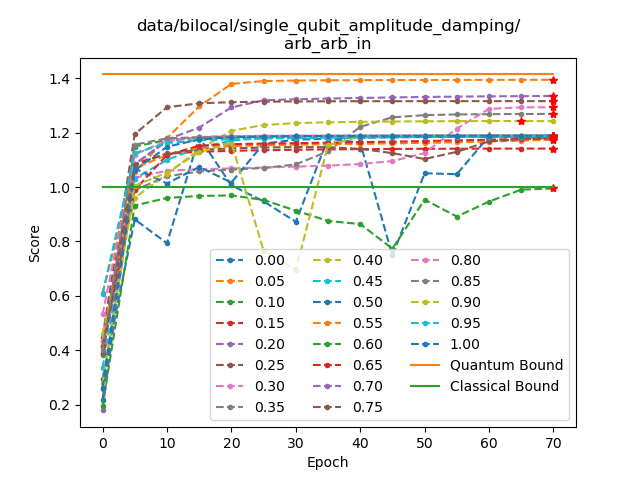 data/bilocal/single_qubit_amplitude_damping/
arb_arb_in
Score
1.4
1.2
1.0
0.8
0.6
0.4
0.2
0.00 0.40 0.80
0.05 0.45 0.85
0.10 0.50 0.90
0.15 0.55 0.95
0.20 0.60 1.00
0.25 0.65 Quantum Bound
0.30 0.70 Classical Bound
0.35 0.75
0 10 20 30 40 50 60 70
Epoch